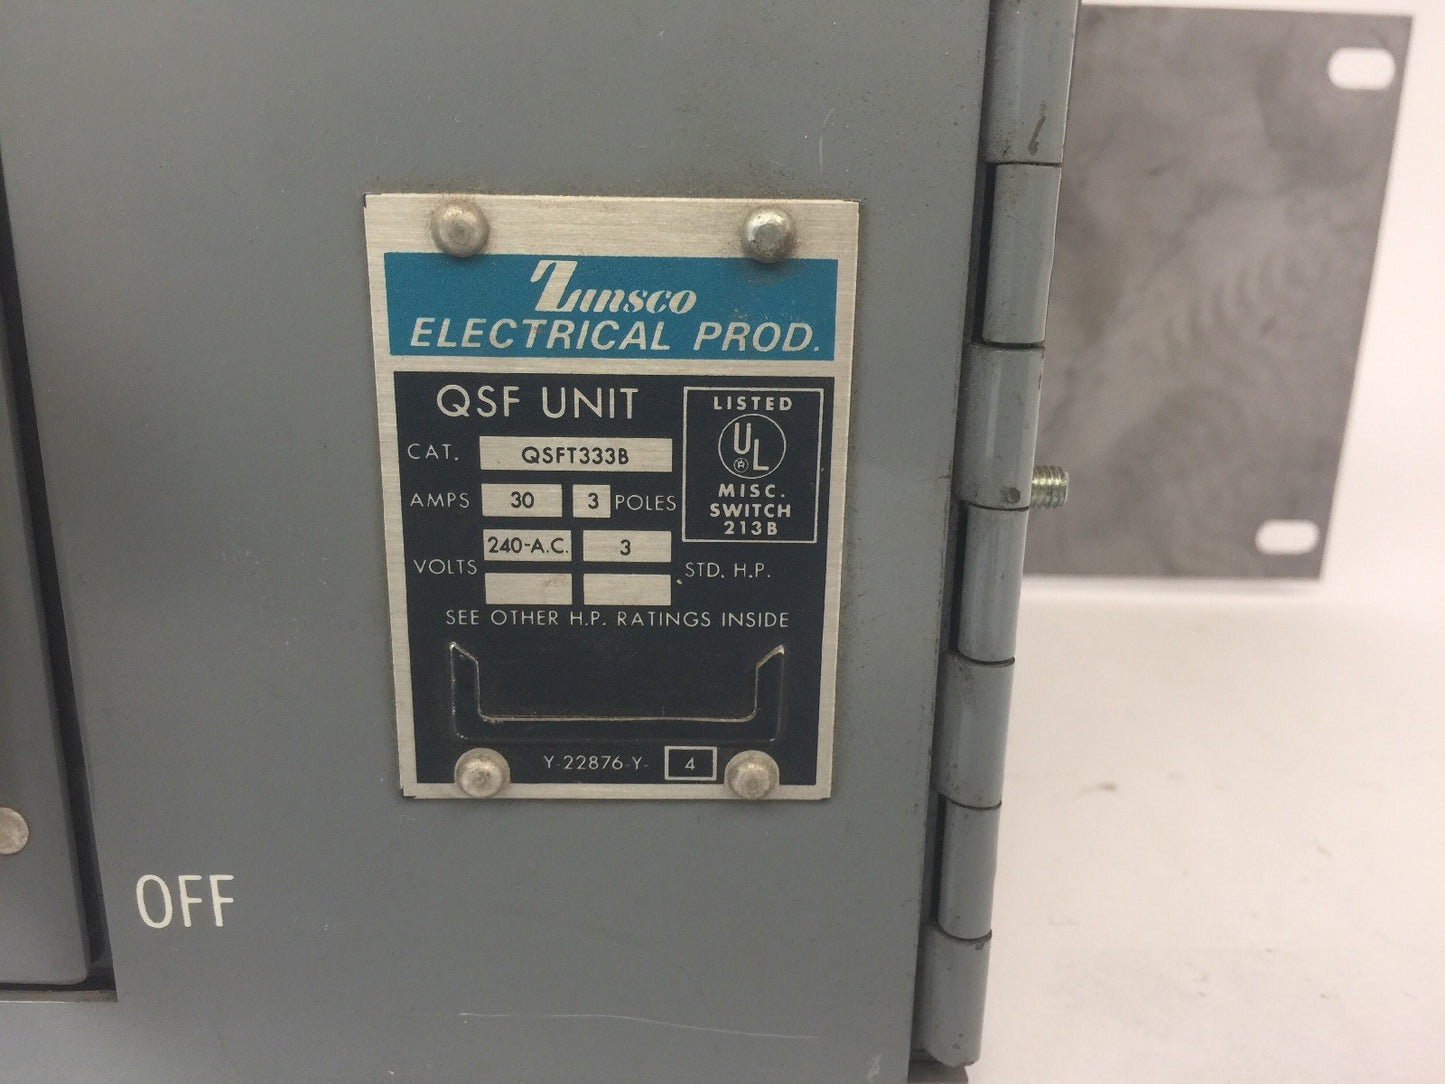 Zinsco
ELECTRICAL PROD.
QSF UNIT
CAT. QSFT333B
AMPS 30 3 POLES
VOLTS 240-A.C. 3 STD. H.P.
LISTED
UL
MISC.
SWITCH
213B
SEE OTHER H.P. RATINGS INSIDE
Y-22876-Y- 4
OFF